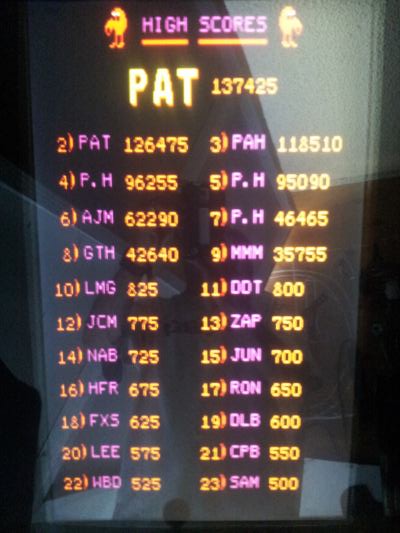 HIGH SCORES
PAT 137425
2) PAT 126475 3) PAH 118510
4) P.H 96255 5) P.H 95090
6) AJM 62290 7) P.H 46465
8) GTH 42640 9) MMM 35755
10) LMG 825 11) DDT 800
12) JCM 775 13) ZAP 750
14) NAB 725 15) JUN 700
16) HFR 675 17) RON 650
18) FXS 625 19) DLB 600
20) LEE 575 21) CPB 550
22) WBD 525 23) SAM 500